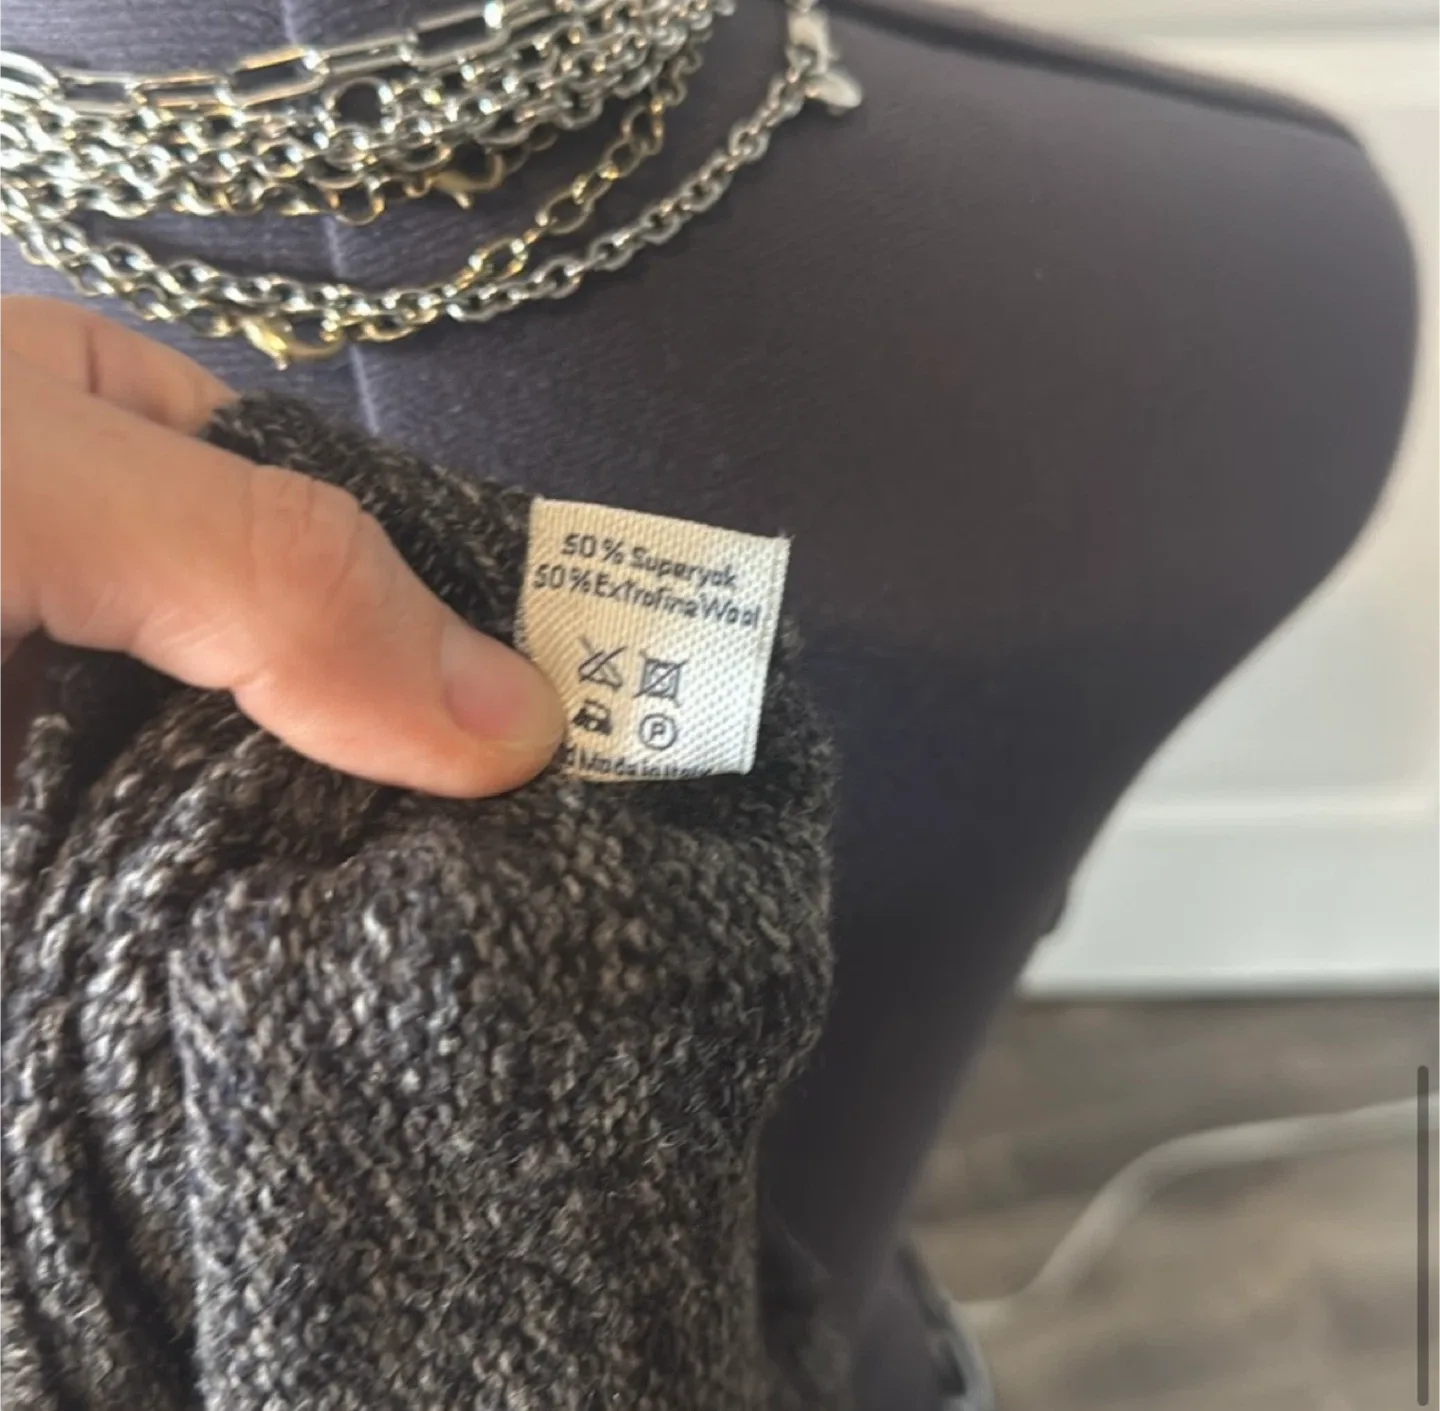 50% Superyak
50% Extrafine Wool
P
Made in Italy